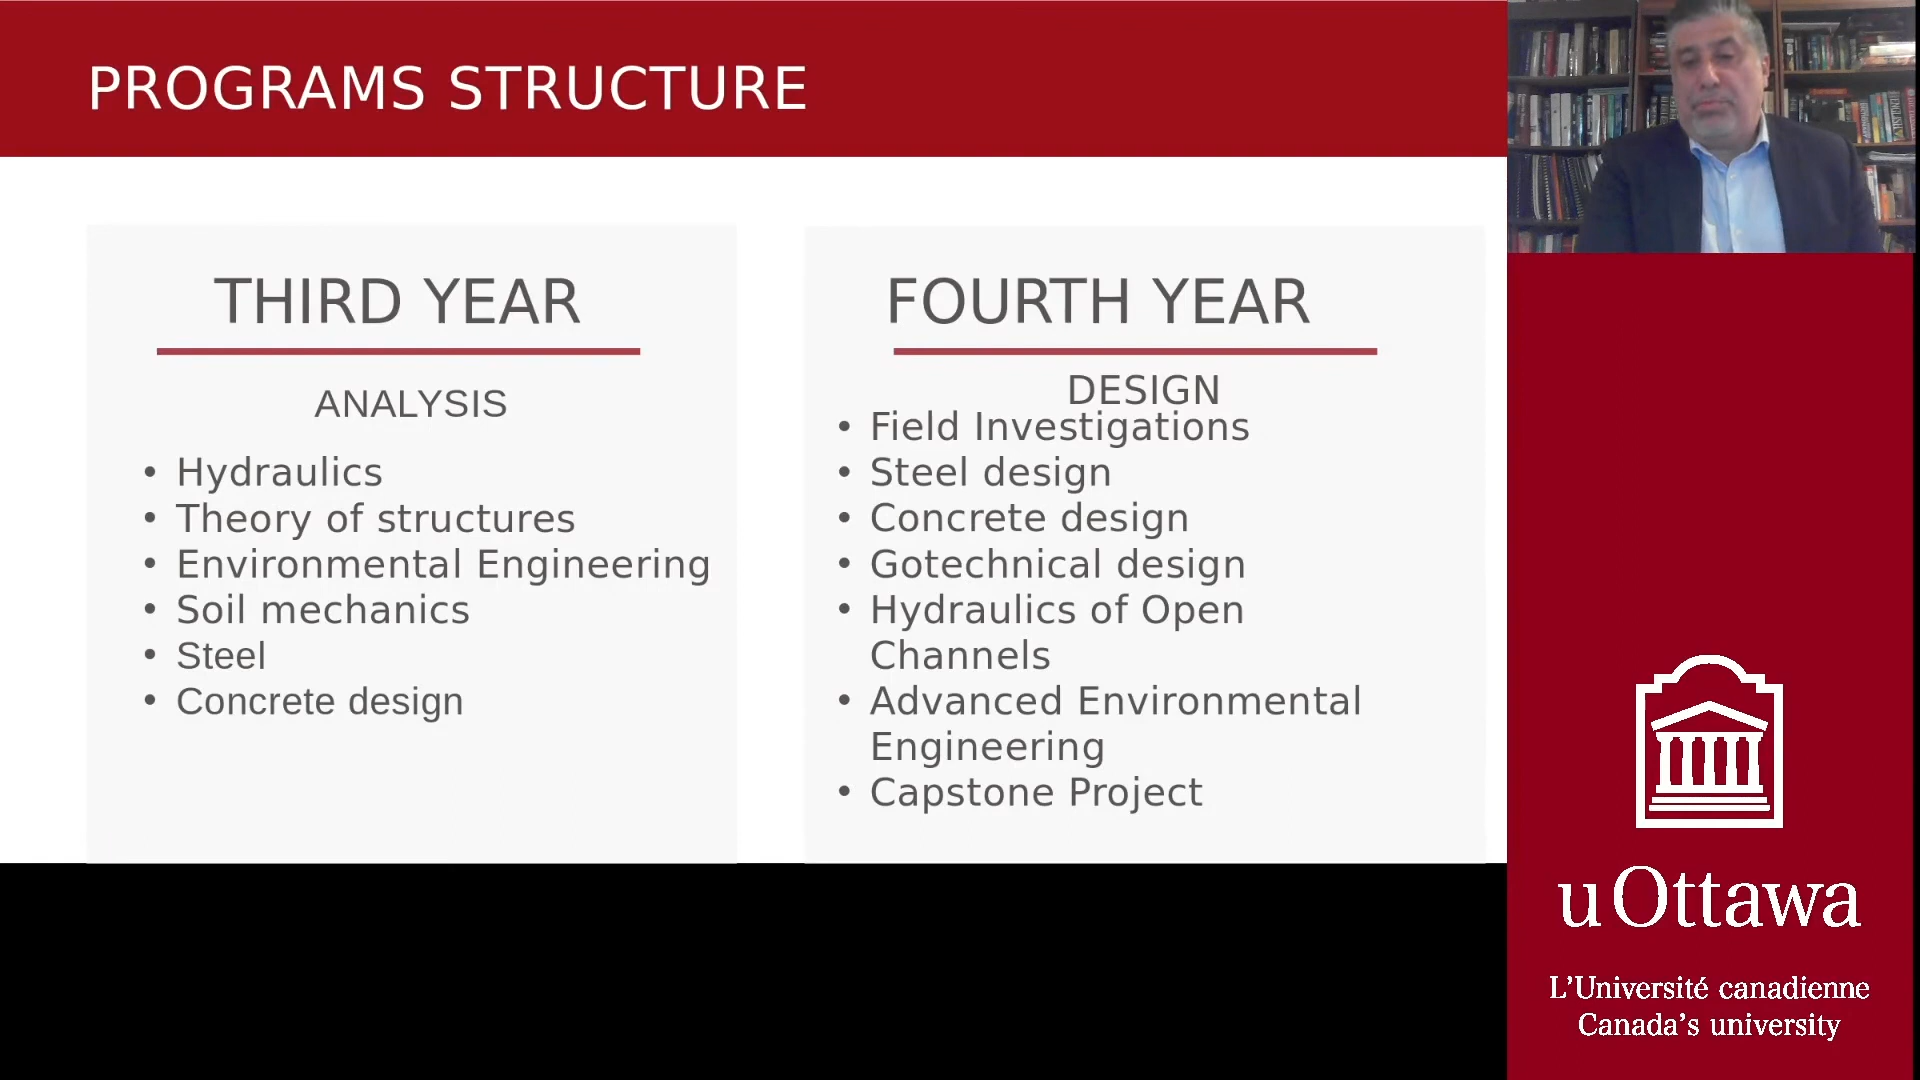 PROGRAMS STRUCTURE
THIRD YEAR
ANALYSIS
• Hydraulics
• Theory of structures
• Environmental Engineering
• Soil mechanics
• Steel
• Concrete design
FOURTH YEAR
DESIGN
• Field Investigations
• Steel design
• Concrete design
• Gotechnical design
• Hydraulics of Open
Channels
• Advanced Environmental
Engineering
• Capstone Project
uOttawa
L’Université canadienne
Canada’s university